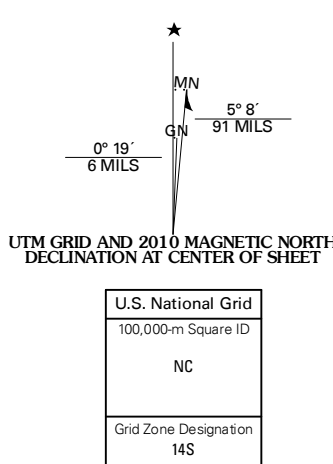 ★
MN
5° 8´
91 MILS
GN
0° 19´
6 MILS
UTM GRID AND 2010 MAGNETIC NORTH
DECLINATION AT CENTER OF SHEET
U.S. National Grid
100,000-m Square ID
NC
Grid Zone Designation
14S